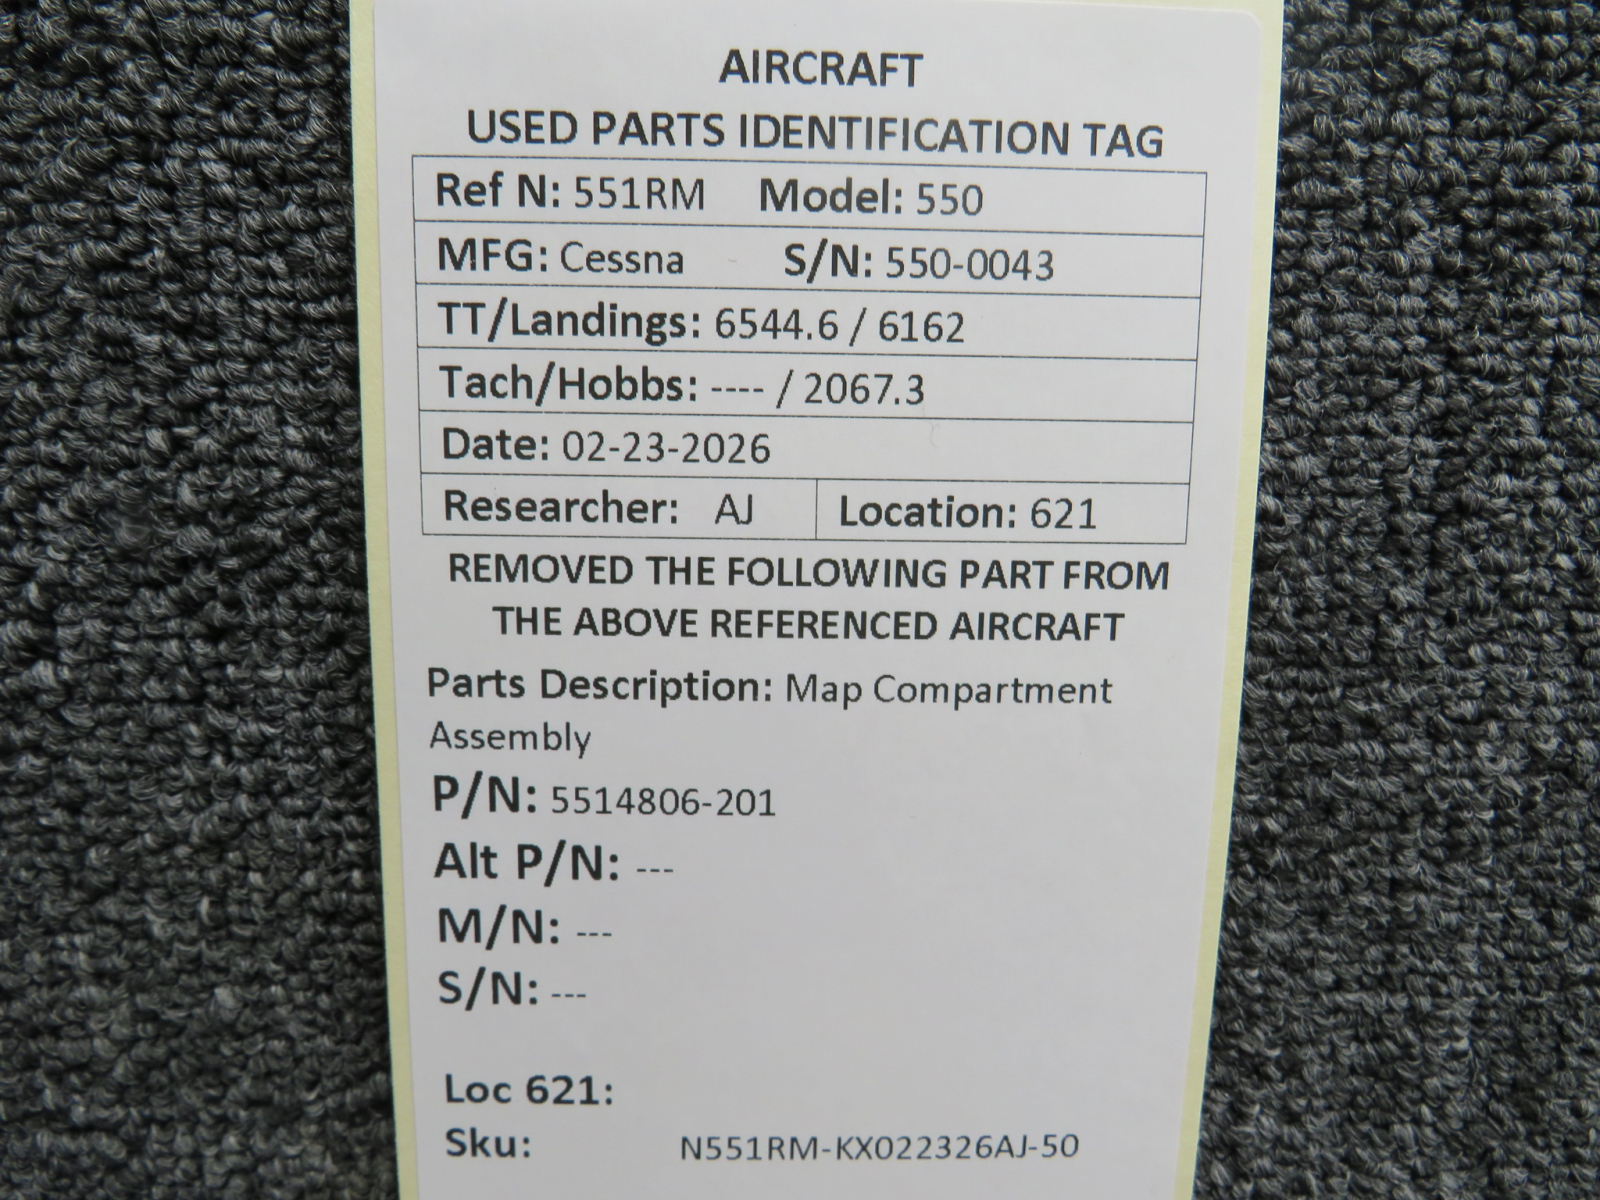 AIRCRAFT
USED PARTS IDENTIFICATION TAG
Ref N: 551RM Model: 550
MFG: Cessna S/N: 550-0043
TT/Landings: 6544.6 / 6162
Tach/Hobbs: ---- / 2067.3
Date: 02-23-2026
Researcher: AJ Location: 621
REMOVED THE FOLLOWING PART FROM
THE ABOVE REFERENCED AIRCRAFT
Parts Description: Map Compartment
Assembly
P/N: 5514806-201
Alt P/N: ---
M/N: ---
S/N: ---
Loc 621:
Sku: N551RM-KX022326AJ-50